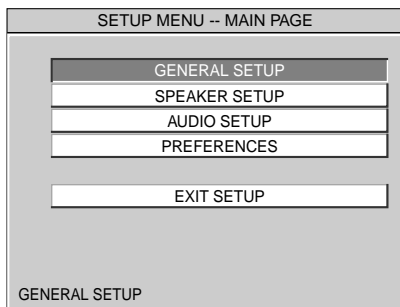 SETUP MENU -- MAIN PAGE
GENERAL SETUP
SPEAKER SETUP
AUDIO SETUP
PREFERENCES
EXIT SETUP
GENERAL SETUP